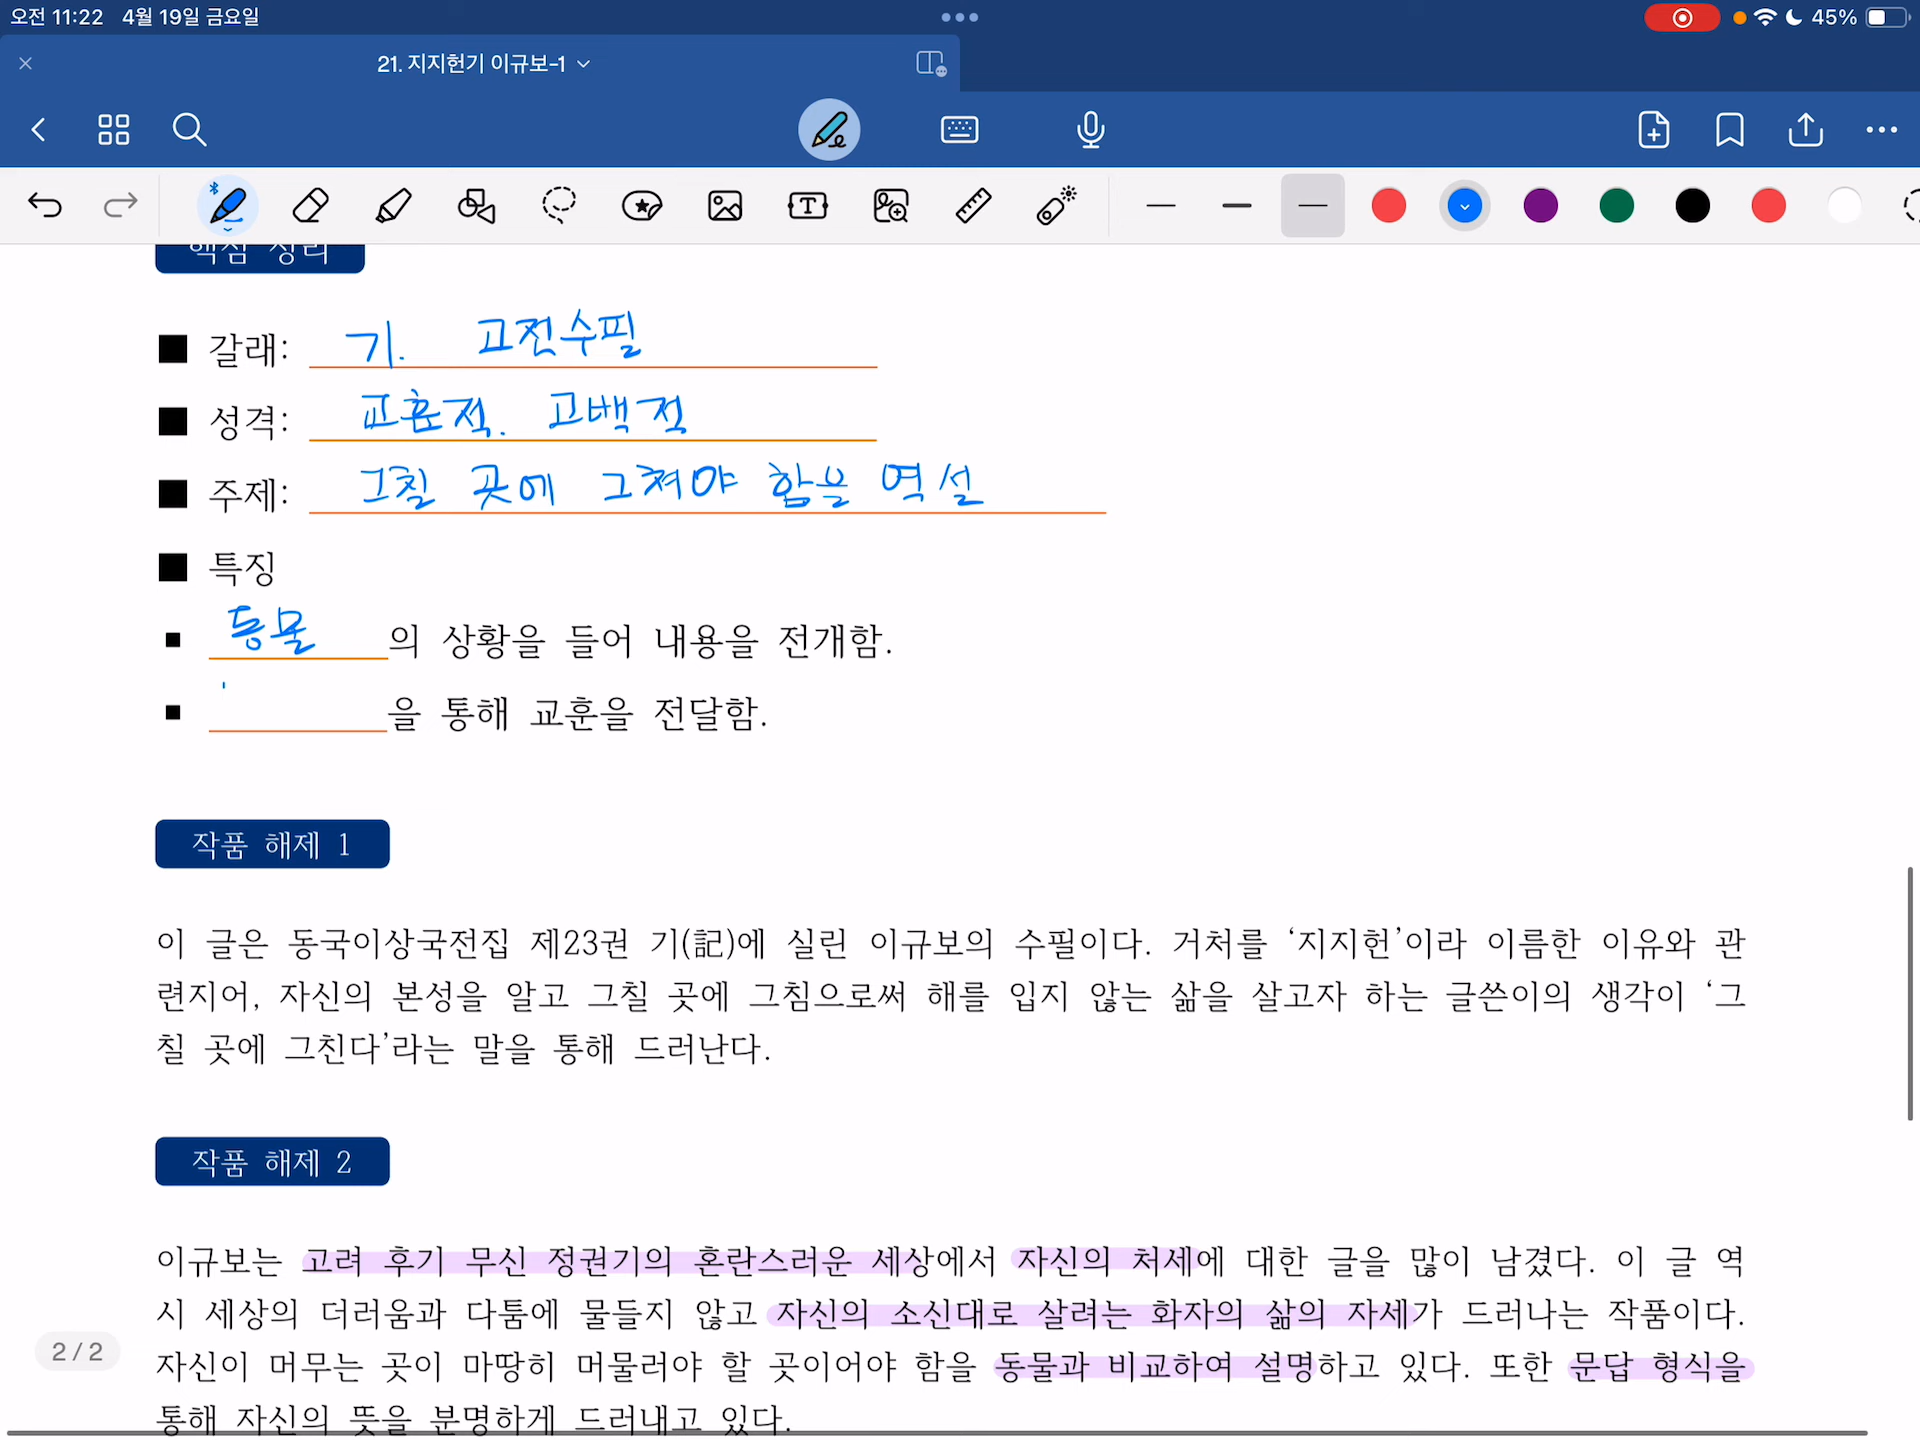 오전 11:22 4월 19일 금요일
45%
21. 지지헌기 이규보-1
핵심 정리
■ 갈래: 기. 고전수필
■ 성격: 교훈적. 고백적
■ 주제: 그칠 곳에 그쳐야 함을 역설
■ 특징
▪ 동물의 상황을 들어 내용을 전개함.
▪ 을 통해 교훈을 전달함.
작품 해제 1
이 글은 동국이상국전집 제23권 기(記)에 실린 이규보의 수필이다. 거처를 ‘지지헌’이라 이름한 이유와 관
련지어, 자신의 본성을 알고 그칠 곳에 그침으로써 해를 입지 않는 삶을 살고자 하는 글쓴이의 생각이 ‘그
칠 곳에 그친다’라는 말을 통해 드러난다.
작품 해제 2
이규보는 고려 후기 무신 정권기의 혼란스러운 세상에서 자신의 처세에 대한 글을 많이 남겼다. 이 글 역
시 세상의 더러움과 다툼에 물들지 않고 자신의 소신대로 살려는 화자의 삶의 자세가 드러나는 작품이다.
2 / 2
자신이 머무는 곳이 마땅히 머물러야 할 곳이어야 함을 동물과 비교하여 설명하고 있다. 또한 문답 형식을
통해 자신의 뜻을 분명하게 드러내고 있다.